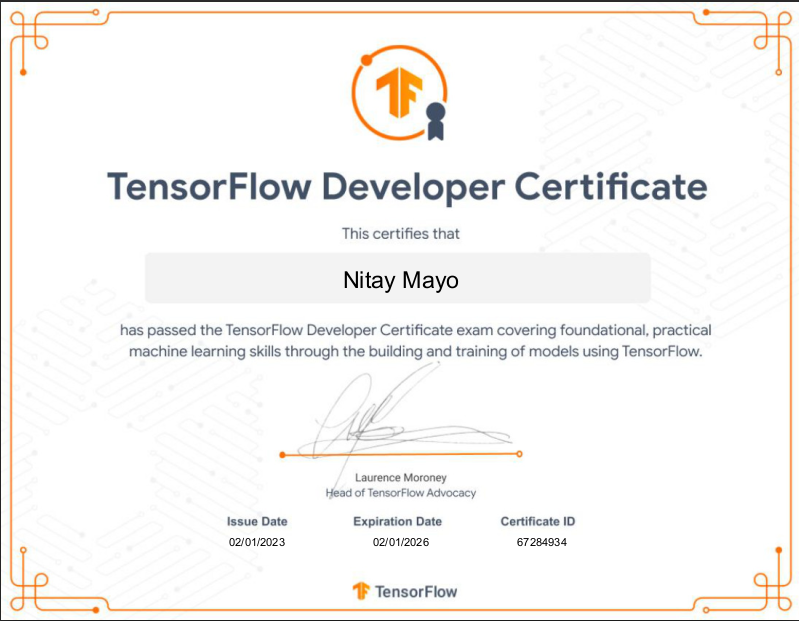 TensorFlow Developer Certificate
This certifies that
Nitay Mayo
has passed the TensorFlow Developer Certificate exam covering foundational, practical
machine learning skills through the building and training of models using TensorFlow.
Laurence Moroney
Head of TensorFlow Advocacy
Issue Date Expiration Date Certificate ID
02/01/2023 02/01/2026 67284934
TensorFlow